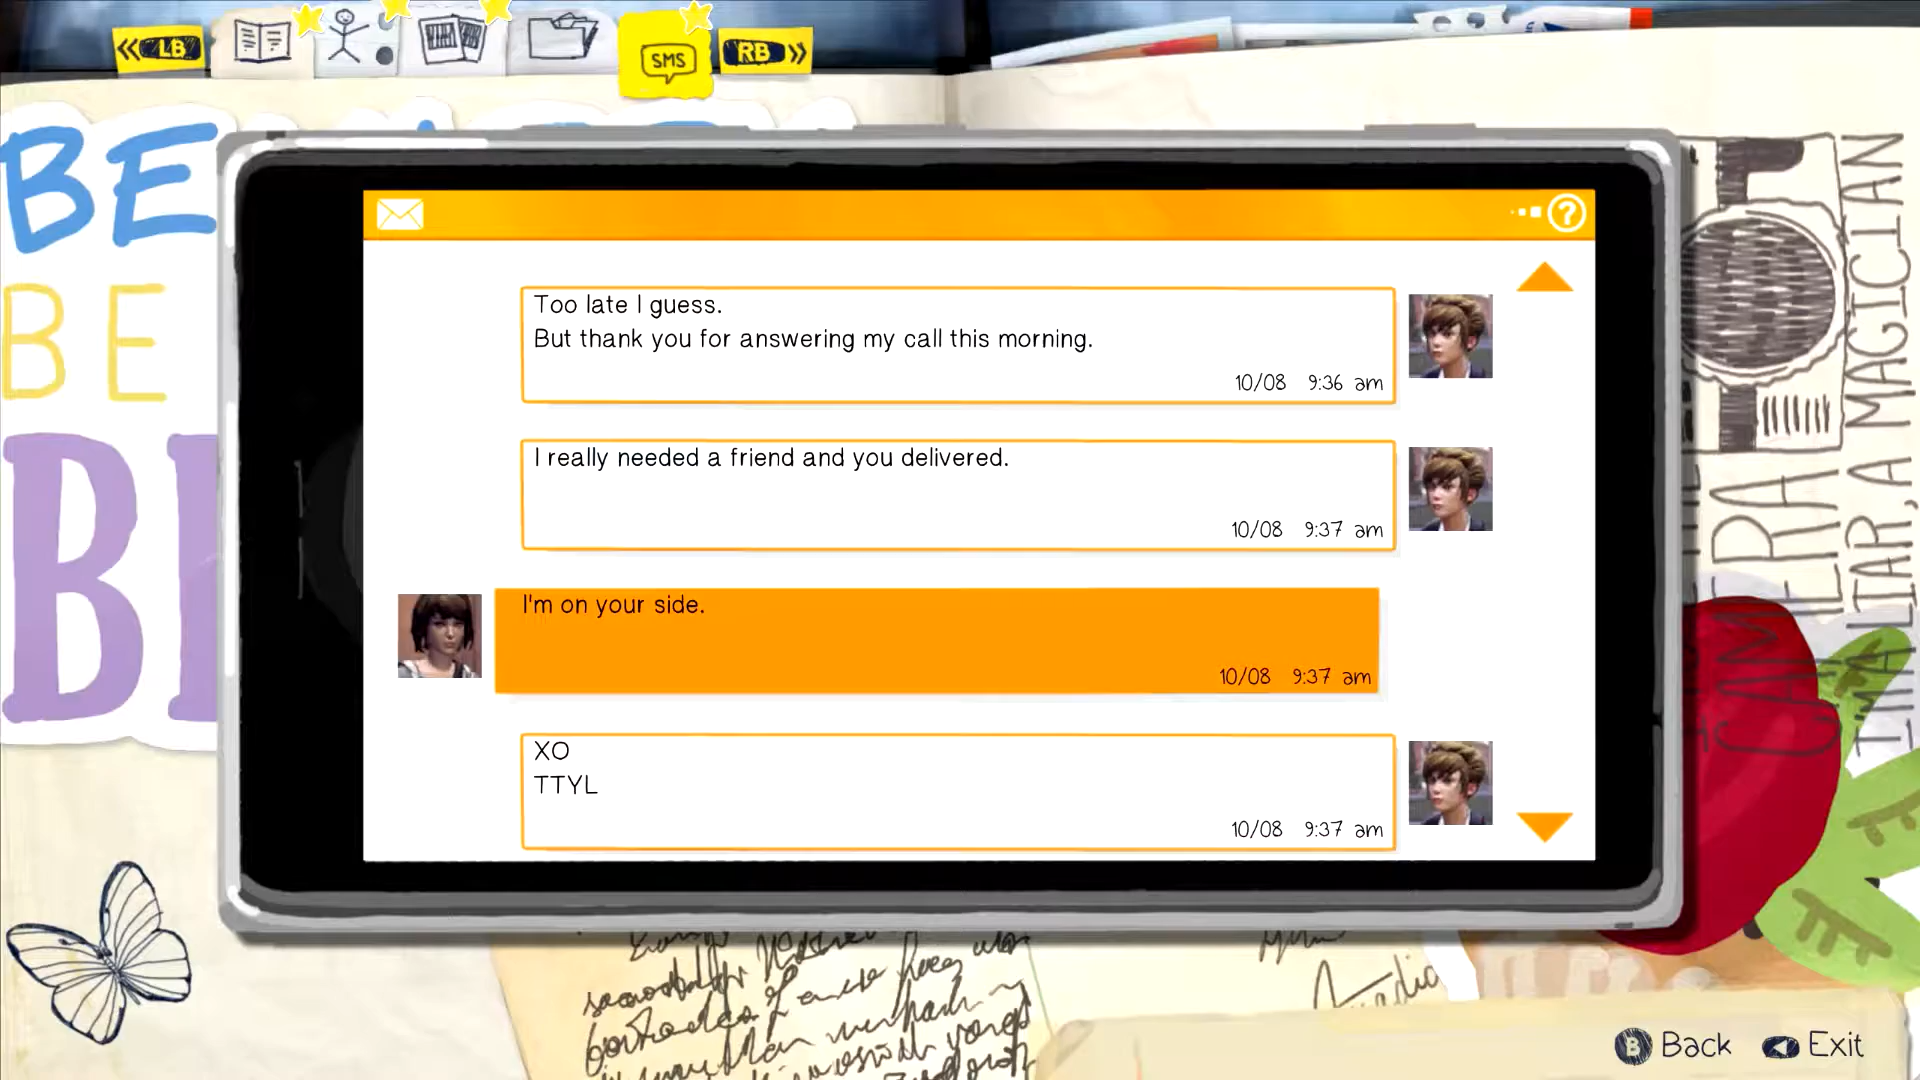 LB
SMS
RB
BE
BE
Too late I guess.
But thank you for answering my call this morning.
10/08 9:36 am
I really needed a friend and you delivered.
10/08 9:37 am
I'm on your side.
10/08 9:37 am
XO
TTYL
10/08 9:37 am
CAMERA
I'M A LIAR, A MAGICIAN
B Back
Exit